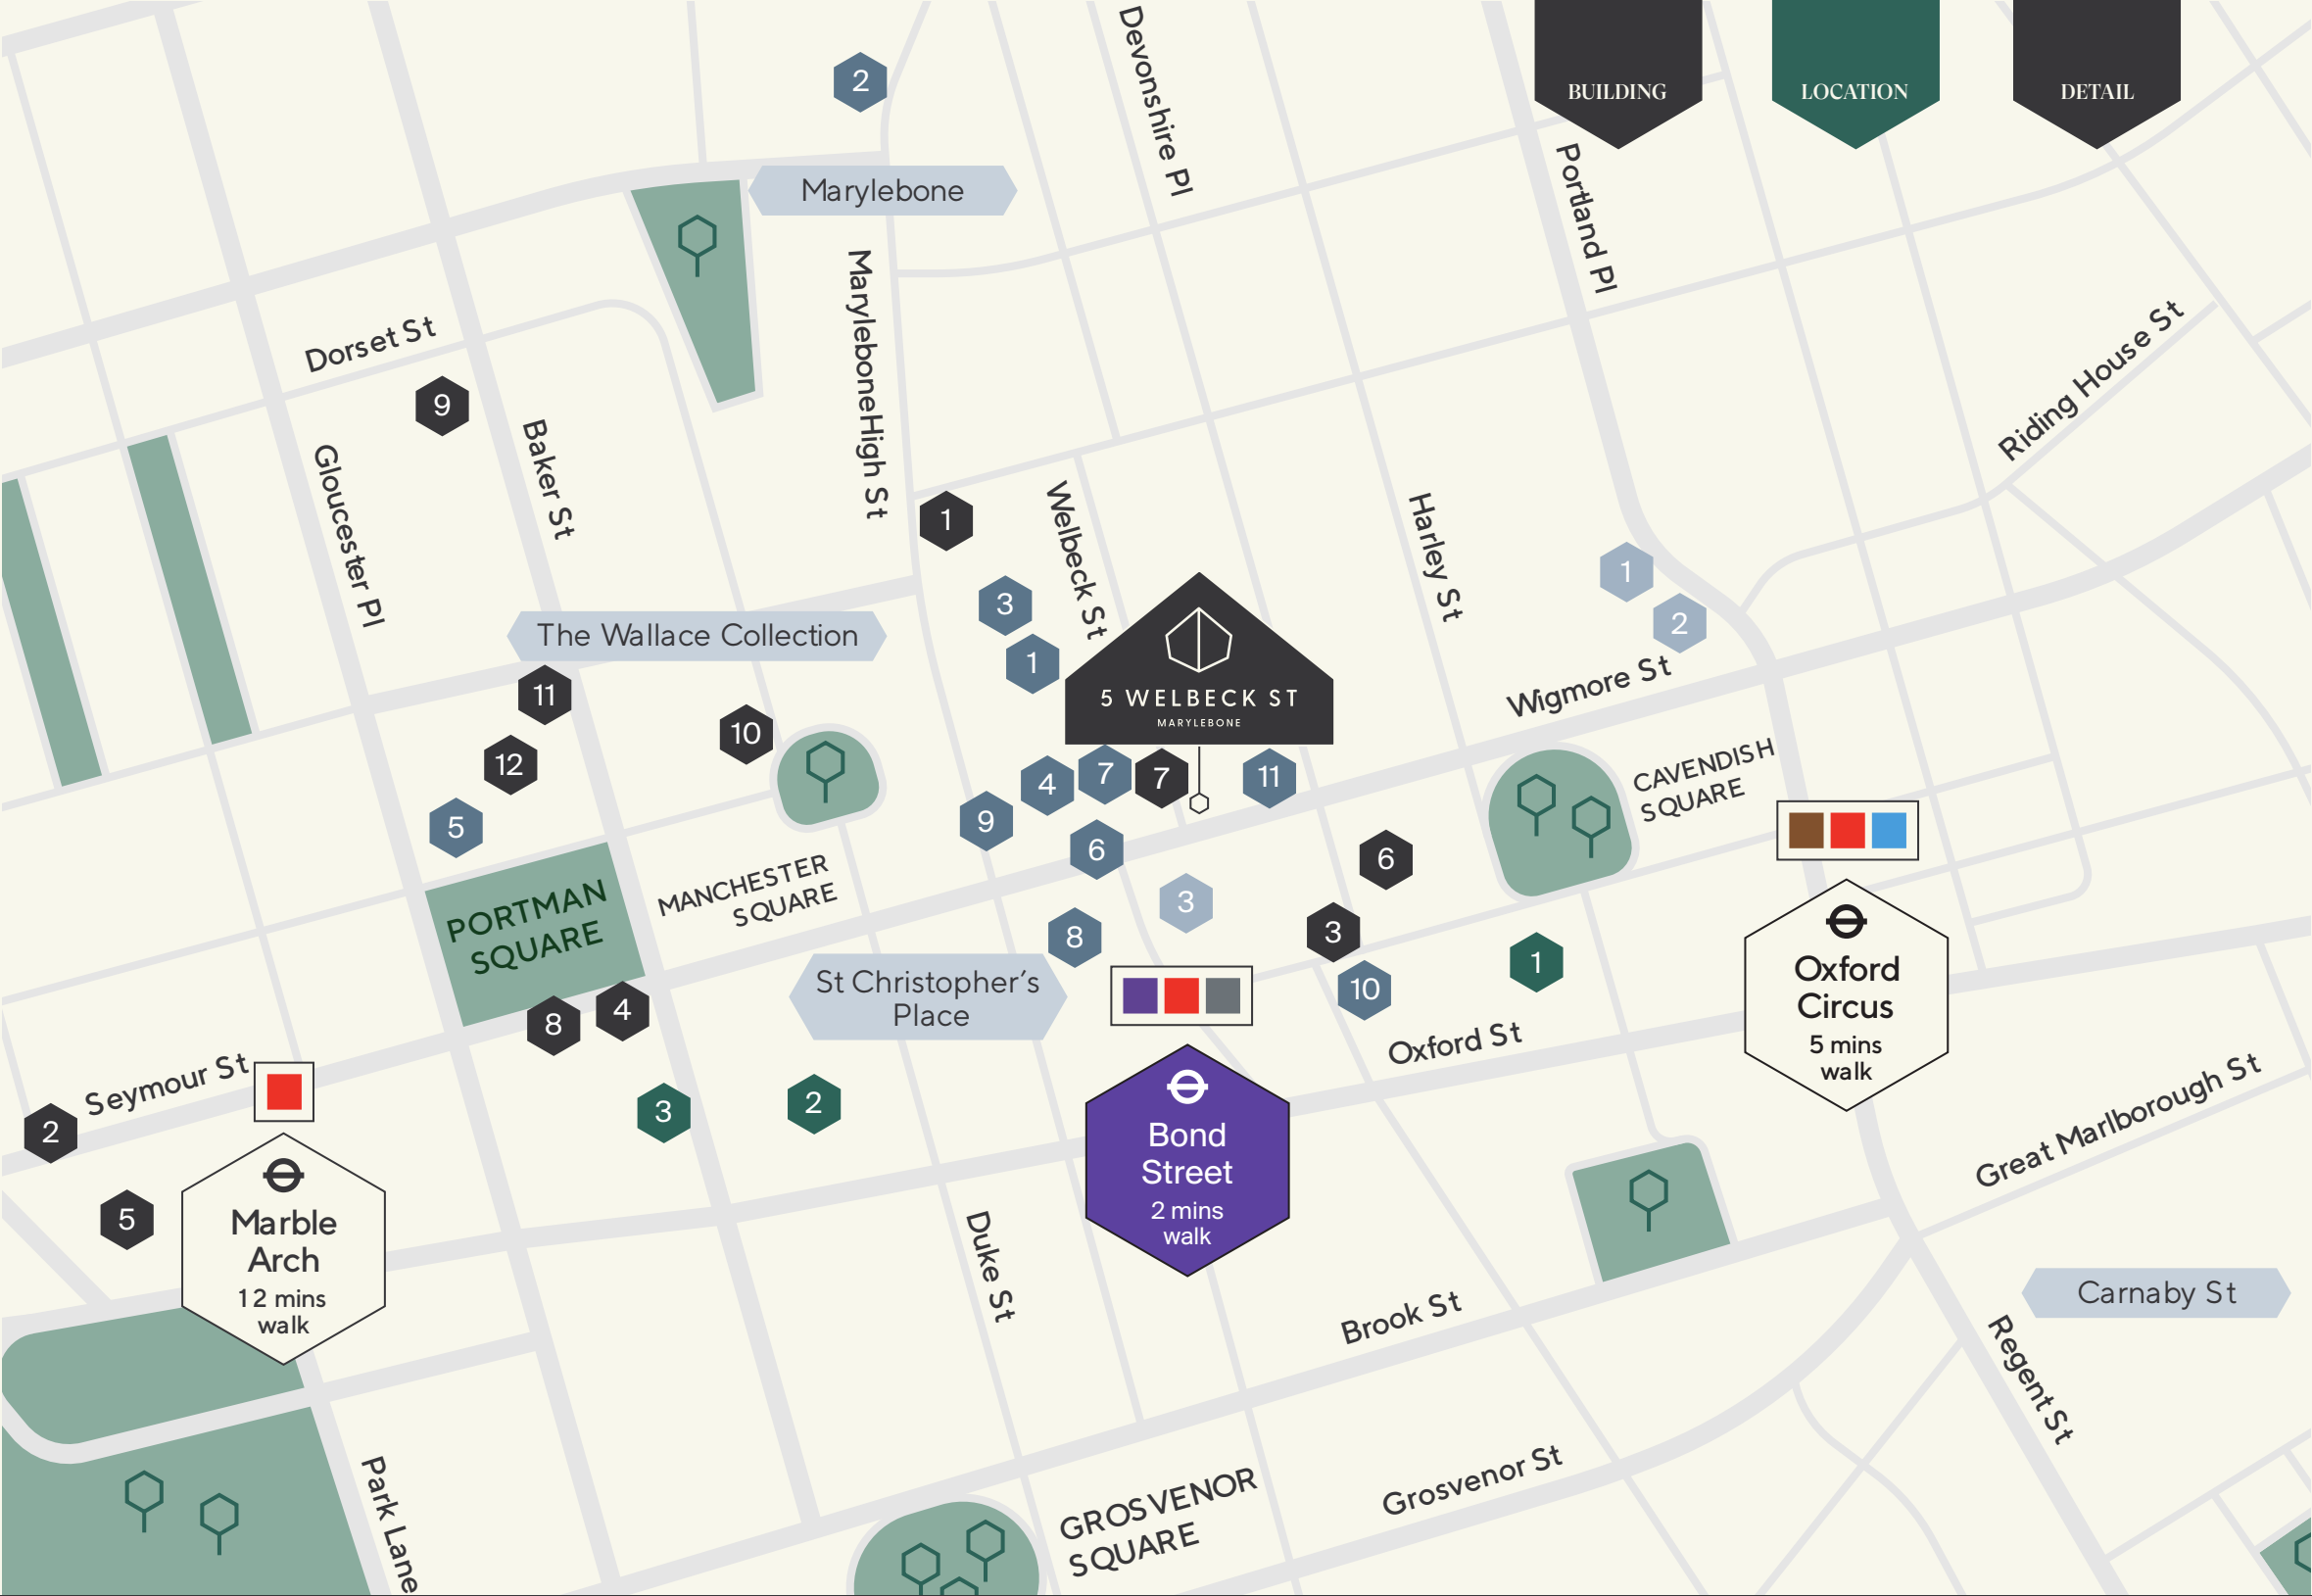 BUILDING
LOCATION
DETAIL
2
Devonshire Pl
Marylebone
Portland Pl
MaryleboneHigh St
Dorset St
9
Riding House St
Baker St
Gloucester Pl
1
Welbeck St
Harley St
3
1
1
2
The Wallace Collection
5 WELBECK ST
MARYLEBONE
Wigmore St
11
10
12
5
CAVENDISH
SQUARE
9
4
7
7
11
6
6
3
3
8
10
1
PORTMAN
SQUARE
MANCHESTER
SQUARE
St Christopher's
Place
Oxford
Circus
5 mins
walk
8
4
Oxford St
Seymour St
2
3
2
5
Marble
Arch
12 mins
walk
Bond
Street
2 mins
walk
Great Marlborough St
Duke St
Brook St
Carnaby St
Regent St
Park Lane
Grosvenor St
GROSVENOR
SQUARE